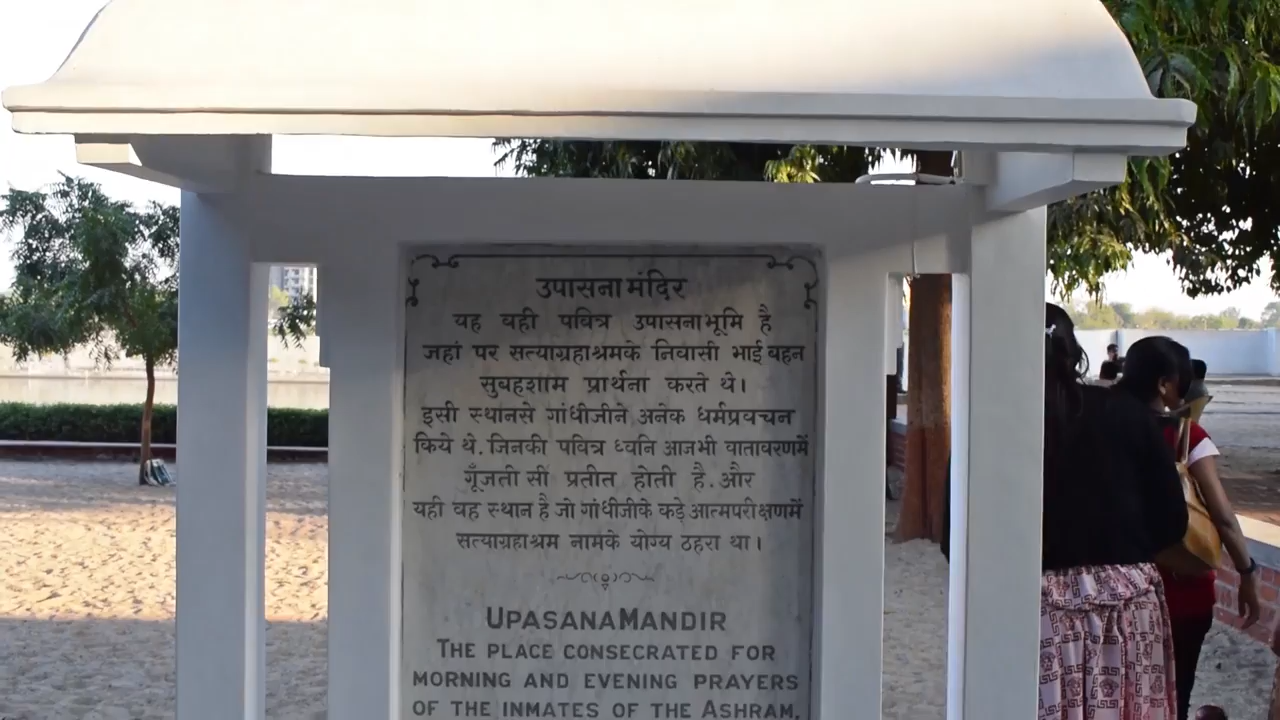 उपासना मंदिर
यह वही पवित्र उपासनाभूमि है
जहां पर सत्याग्रहाश्रमके निवासी भाई बहन
सुबहशाम प्रार्थना करते थे।
इसी स्थानसे गांधीजीने अनेक धर्मप्रवचन
किये थे. जिनकी पवित्र ध्वनि आजभी वातावरणमें
गूँजती सी प्रतीत होती है. और
यही वह स्थान है जो गांधीजीके कड़े आत्मपरीक्षणमें
सत्याग्रहाश्रम नामके योग्य ठहरा था।
UPASANA MANDIR
THE PLACE CONSECRATED FOR
MORNING AND EVENING PRAYERS
OF THE INMATES OF THE ASHRAM,